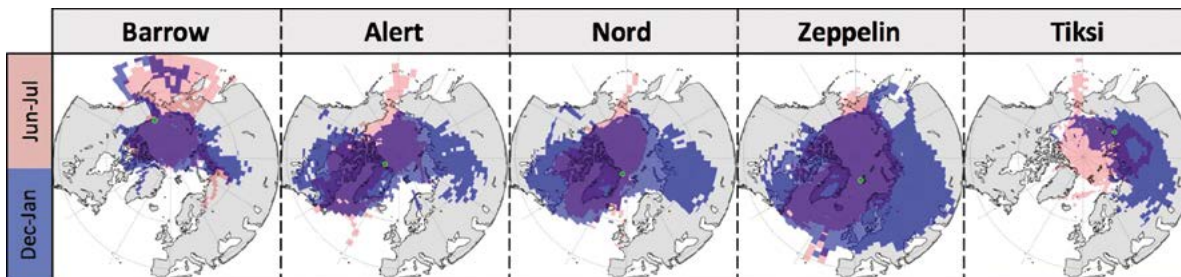 Barrow
Alert
Nord
Zeppelin
Tiksi
Jun-Jul
Dec-Jan